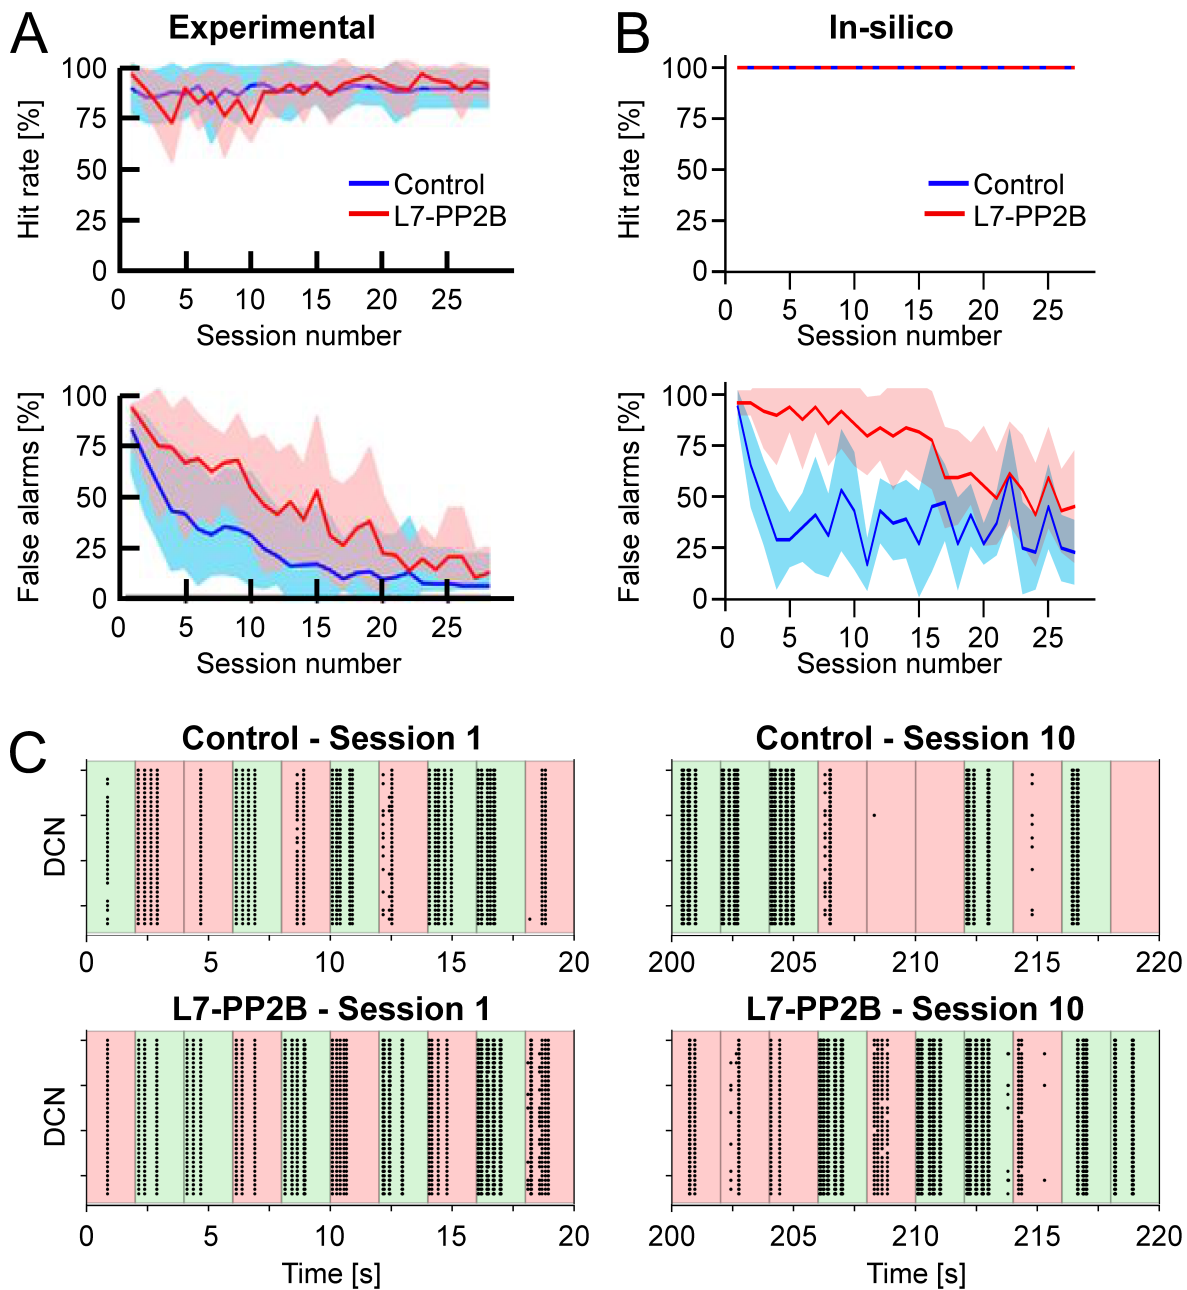 A
Experimental
100
75
50
25
0
Hit rate [%]
Control
L7-PP2B
0 5 10 15 20 25
Session number
B
In-silico
100
75
50
25
0
Hit rate [%]
Control
L7-PP2B
0 5 10 15 20 25
Session number
100
75
50
25
0
False alarms [%]
0 5 10 15 20 25
Session number
100
75
50
25
0
False alarms [%]
0 5 10 15 20 25
Session number
C
Control - Session 1
DCN
0 5 10 15 20
Control - Session 10
200 205 210 215 220
L7-PP2B - Session 1
DCN
0 5 10 15 20
Time [s]
L7-PP2B - Session 10
200 205 210 215 220
Time [s]